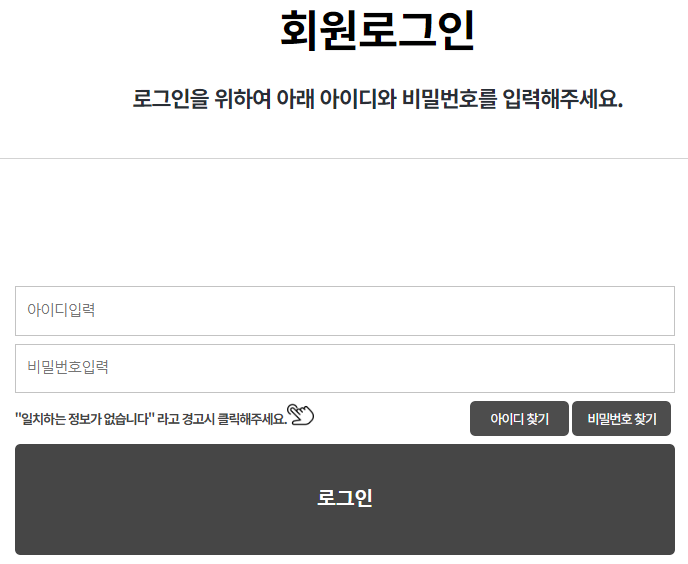 회원로그인
로그인을 위하여 아래 아이디와 비밀번호를 입력해주세요.
아이디입력
비밀번호입력
"일치하는 정보가 없습니다" 라고 경고시 클릭해주세요.
아이디 찾기
비밀번호 찾기
로그인